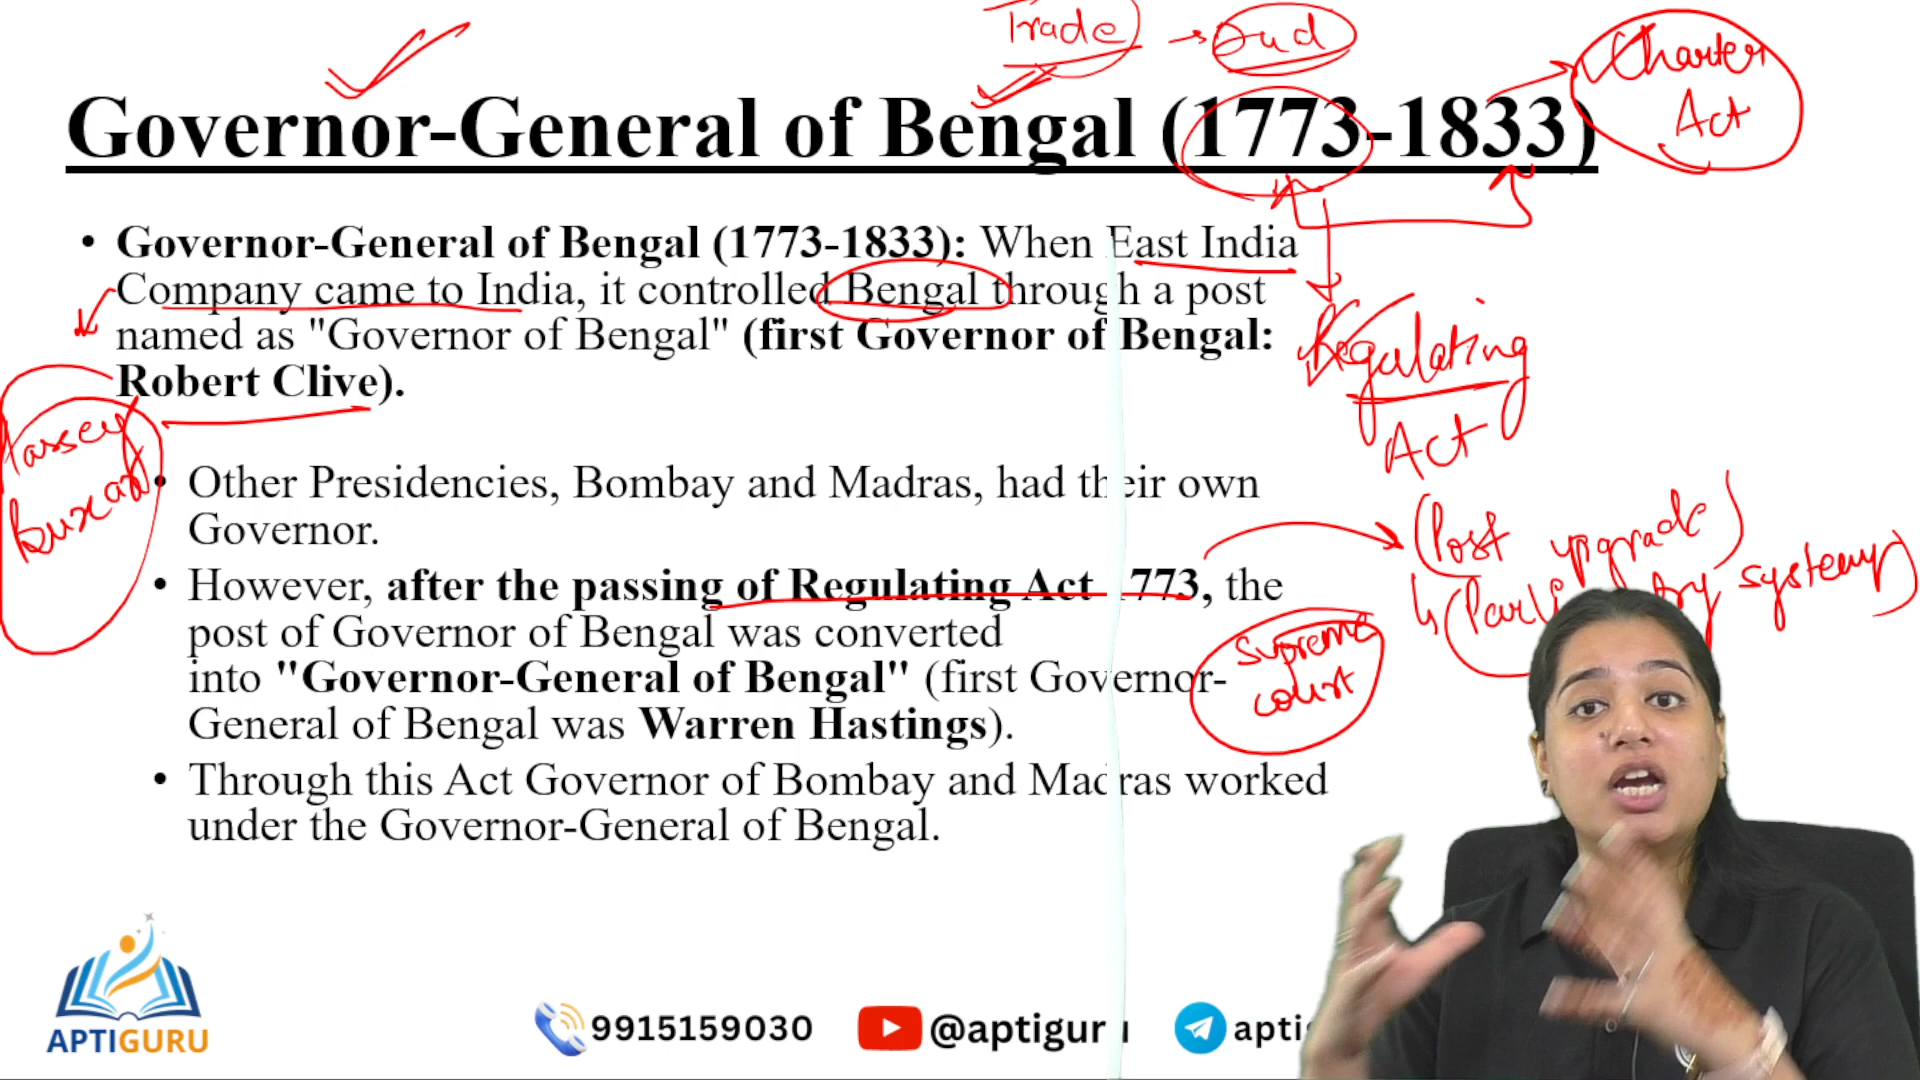 Trade → Ind
Charter
Act
Governor-General of Bengal (1773-1833)
• Governor-General of Bengal (1773-1833): When East India
Company came to India, it controlled Bengal through a post
named as "Governor of Bengal" (first Governor of Bengal:
Robert Clive).
Regulating
Act
buxar
• Other Presidencies, Bombay and Madras, had their own
Governor.
(Post upgrade)
• However, after the passing of Regulating Act 1773, the
post of Governor of Bengal was converted
into "Governor-General of Bengal" (first Governor-
General of Bengal was Warren Hastings).
Supreme
court
• Through this Act Governor of Bombay and Madras worked
under the Governor-General of Bengal.
APTIGURU
9915159030
@aptiguru